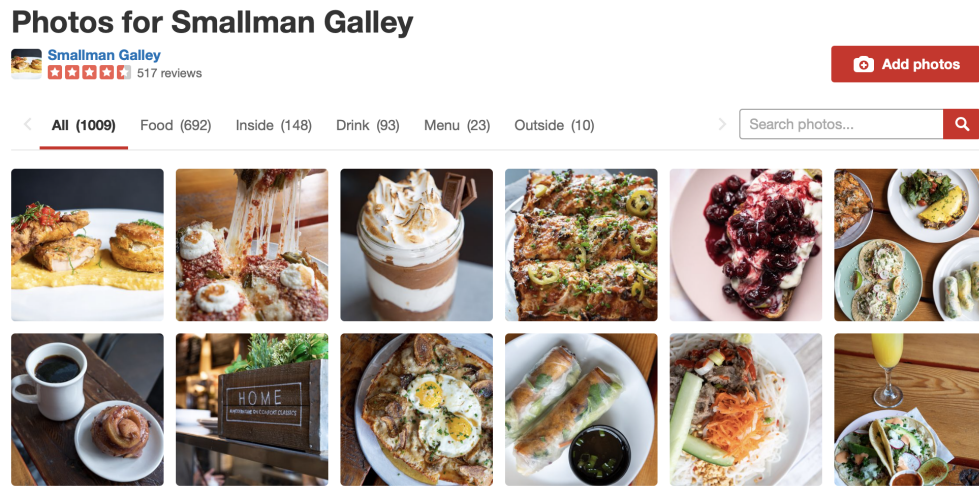 Photos for Smallman Galley
Smallman Galley
517 reviews
Add photos
All (1009)
Food (692)
Inside (148)
Drink (93)
Menu (23)
Outside (10)
Search photos...
HOME